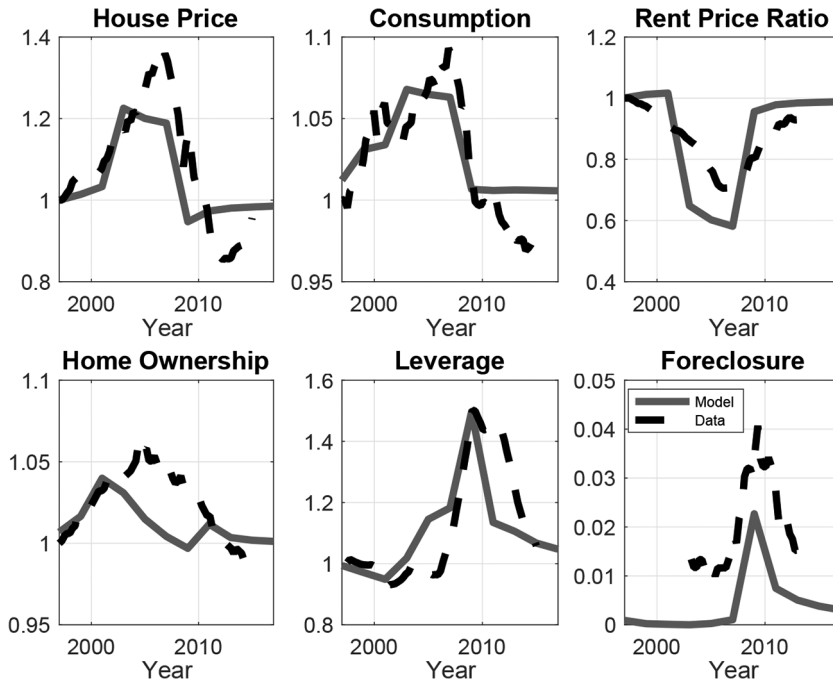 House Price
1.4
1.2
1
0.8
2000 2010
Year
Consumption
1.1
1.05
1
0.95
2000 2010
Year
Rent Price Ratio
1.2
1
0.8
0.6
0.4
2000 2010
Year
Home Ownership
1.1
1.05
1
0.95
2000 2010
Year
Leverage
1.6
1.4
1.2
1
0.8
2000 2010
Year
Foreclosure
0.05
0.04
0.03
0.02
0.01
0
Model
Data
2000 2010
Year